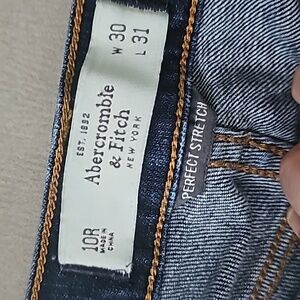 W 30
L 31
EST. 1892
Abercrombie
& Fitch
NEW YORK
10R
MADE IN
CHINA
PERFECT STRETCH